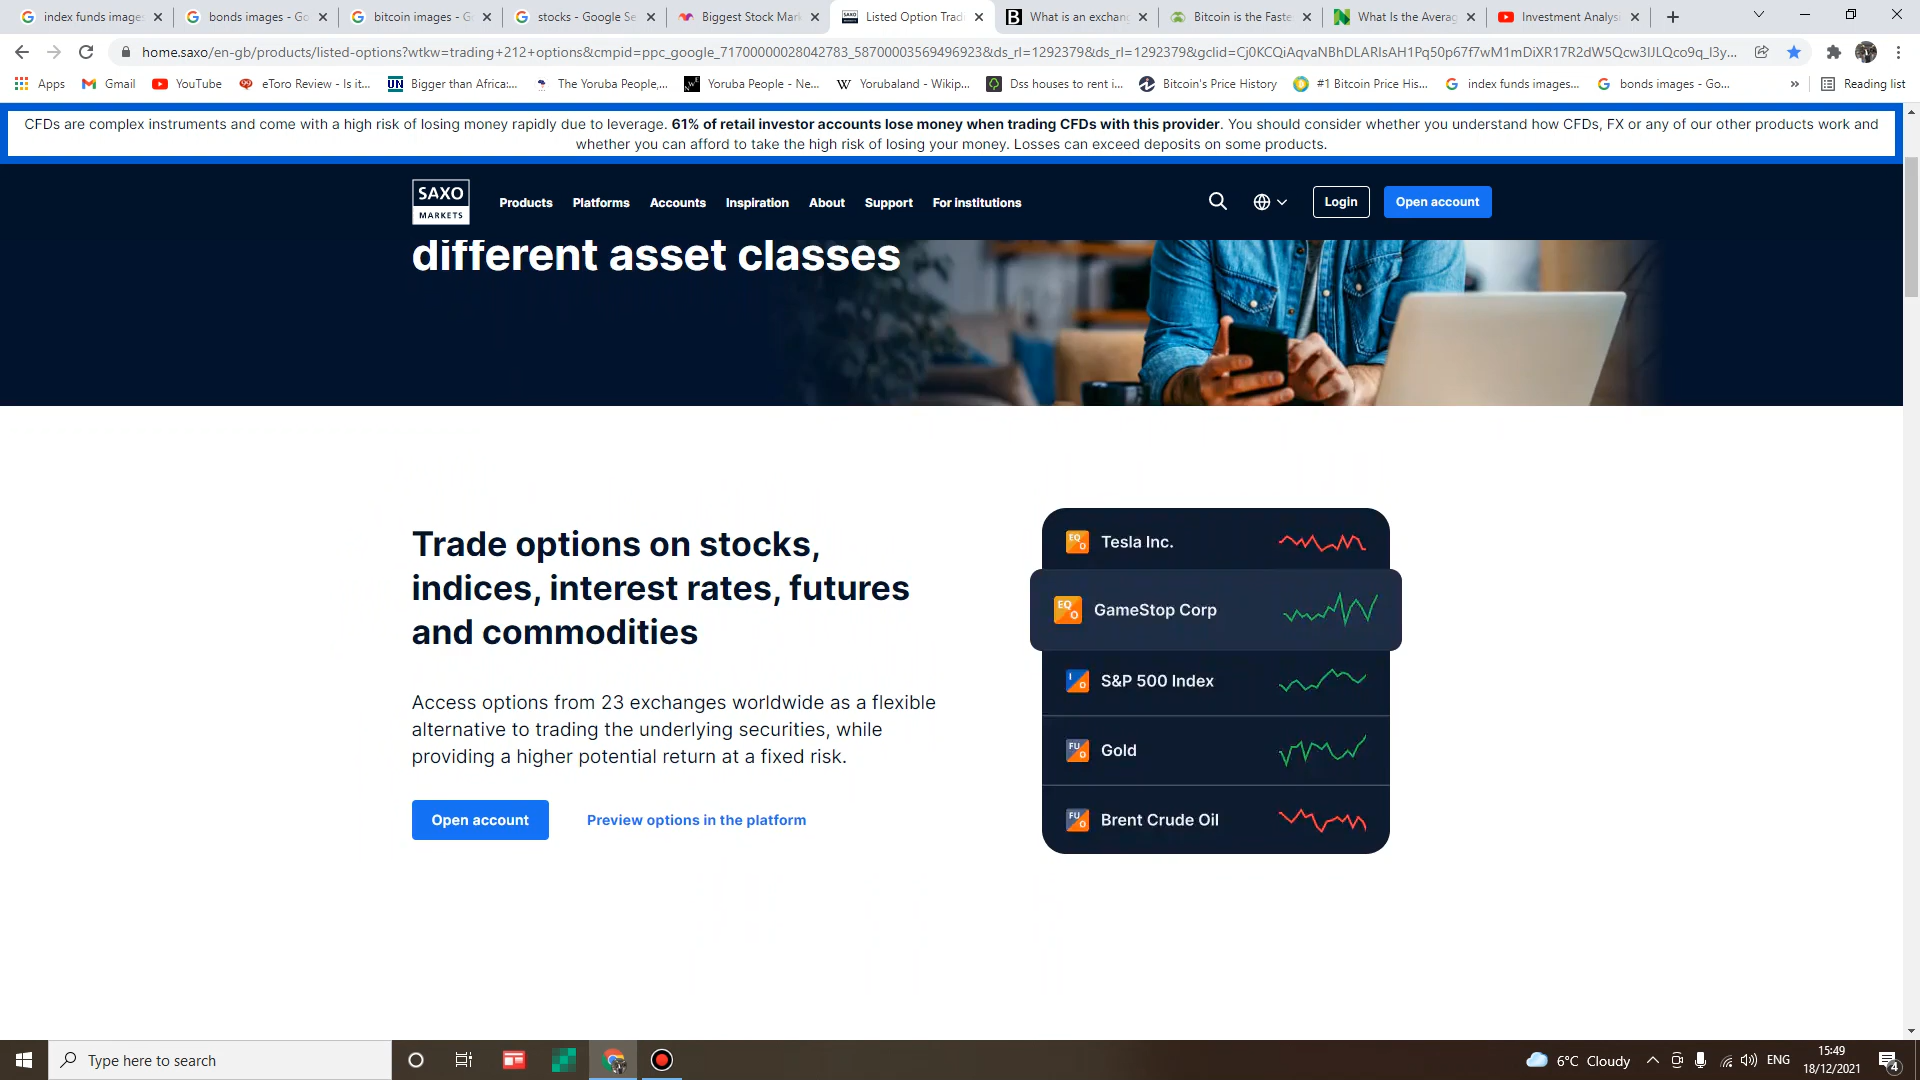 index funds images
bonds images - Go
bitcoin images - G
stocks - Google Se
Biggest Stock Mar
Listed Option Trad
What is an exchan
Bitcoin is the Faste
What Is the Averag
Investment Analysi
home.saxo/en-gb/products/listed-options?wtkw=trading+212+options&cmpid=ppc_google_71700000028042783_58700003569496923&ds_rl=1292379&ds_rl=1292379&gclid=
Apps
Gmail
YouTube
eToro Review - Is it...
UN
Bigger than Africa:...
The Yoruba People,...
Yoruba People - Ne...
W Yorubaland - Wikip...
Dss houses to rent i...
Bitcoin's Price History
#1 Bitcoin Price His...
index funds images...
bonds images - Go...
»
Reading list
CFDs are complex instruments and come with a high risk of losing money rapidly due to leverage. 61% of retail investor accounts lose money when trading CFDs with this provider. You should consider whether you understand how CFDs, FX or any of our other products work and
whether you can afford to take the high risk of losing your money. Losses can exceed deposits on some products.
SAXO
MARKETS
Products
Platforms
Accounts
Inspiration
About
Support
For institutions
Login
Open account
different asset classes
Trade options on stocks,
indices, interest rates, futures
and commodities
Access options from 23 exchanges worldwide as a flexible
alternative to trading the underlying securities, while
providing a higher potential return at a fixed risk.
Open account
Preview options in the platform
EQ O
Tesla Inc.
EQ O
GameStop Corp
I O
S&P 500 Index
FU O
Gold
FU O
Brent Crude Oil
Type here to search
6°C Cloudy
ENG
15:49
18/12/2021
4